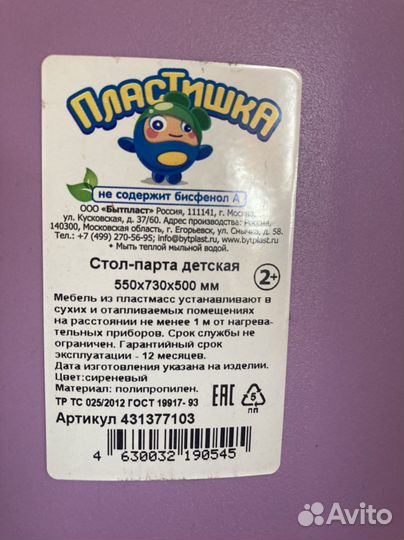 ПЛАСТИШКА
не содержит бисфенол А
ООО «Бытпласт» Россия, 111141, г. Москва,
ул. Кусковская, д. 37/60. Адрес производства: Россия,
140300, Московская область, г. Егорьевск, ул. Смычка, д. 58.
Тел.: +7 (499) 270-56-95; info@bytplast.ru, www.bytplast.ru
• Мыть теплой мыльной водой.
Стол-парта детская
550х730х500 мм
2+
Мебель из пластмасс устанавливают в
сухих и отапливаемых помещениях
на расстоянии не менее 1 м от нагрева-
тельных приборов. Срок службы не
ограничен. Гарантийный срок
эксплуатации - 12 месяцев.
Дата изготовления указана на изделии.
Цвет:сиреневый
Материал: полипропилен.
ТР ТС 025/2012 ГОСТ 19917- 93
ЕАС
5
ПП
Артикул 431377103
4 630032 190545
Avito